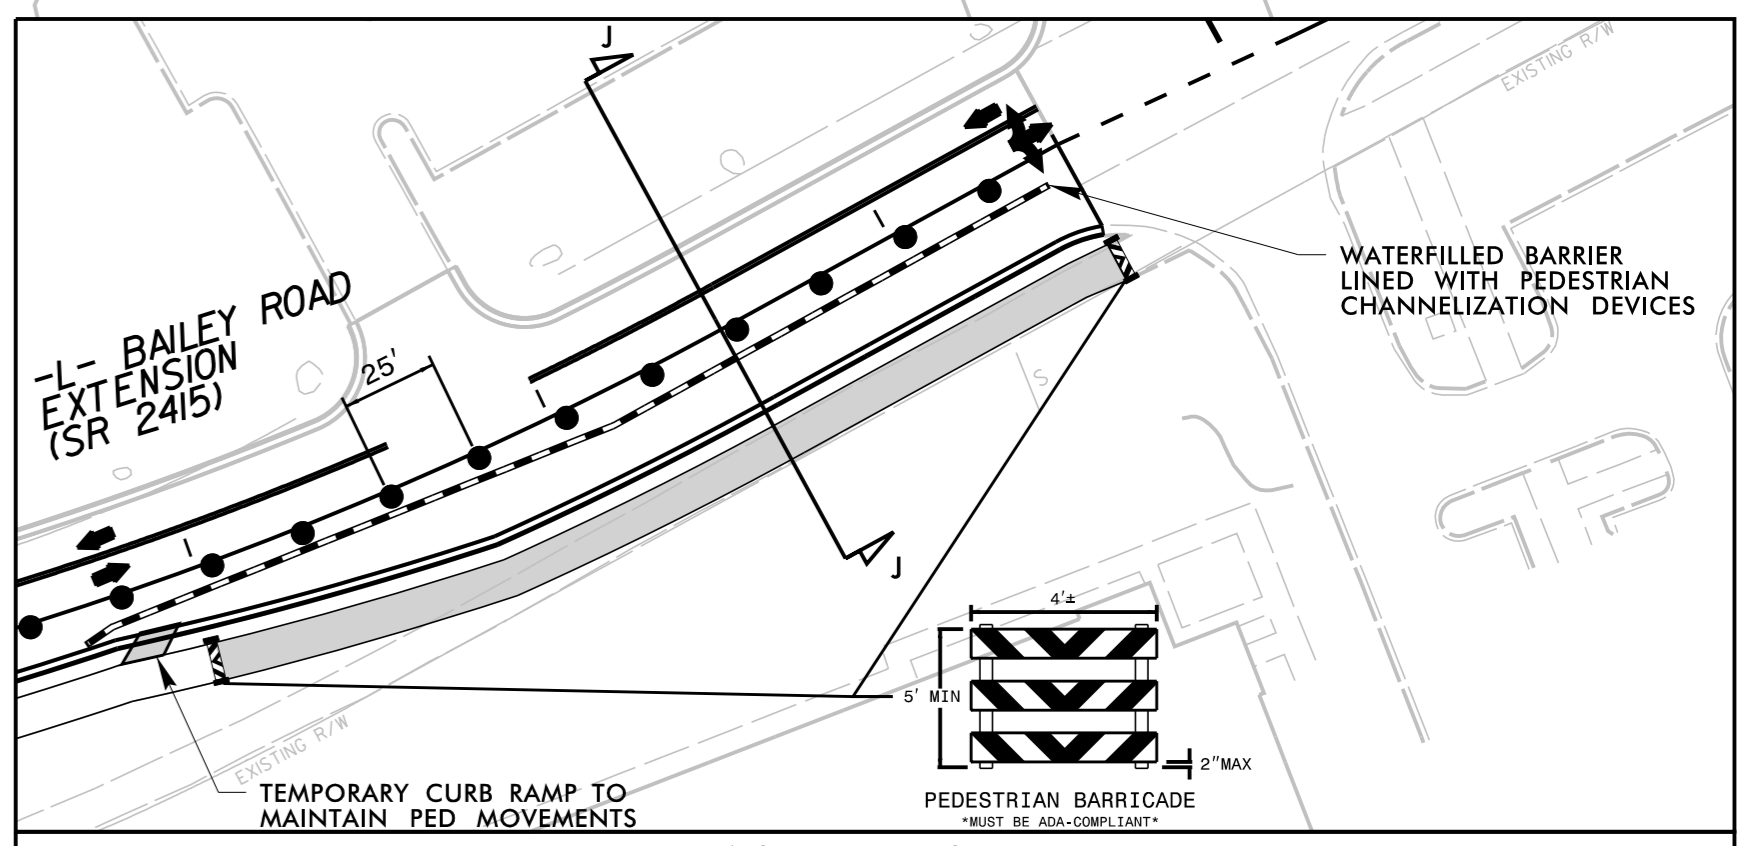 J
EXISTING R/W
WATERFILLED BARRIER
LINED WITH PEDESTRIAN
CHANNELIZATION DEVICES
-L- BAILEY ROAD
EXTENSION
(SR 2415)
25'
S
J
4'±
5' MIN
2"MAX
EXISTING R/W
TEMPORARY CURB RAMP TO
MAINTAIN PED MOVEMENTS
PEDESTRIAN BARRICADE
*MUST BE ADA-COMPLIANT*